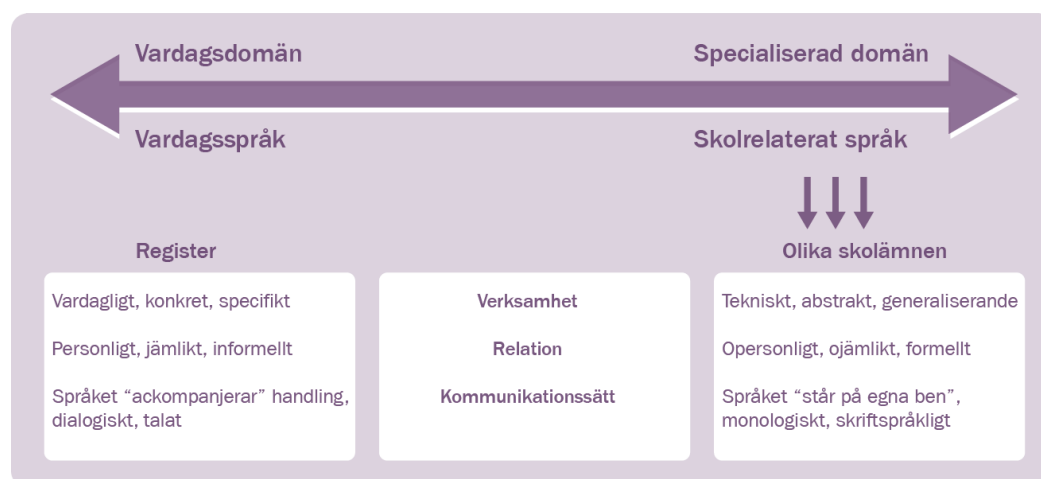 Vardagsdomän
Specialiserad domän
Vardagsspråk
Skolrelaterat språk
Register
Olika skolämnen
Vardagligt, konkret, specifikt
Personligt, jämlikt, informellt
Språket “ackompanjerar” handling,
dialogiskt, talat
Verksamhet
Relation
Kommunikationssätt
Tekniskt, abstrakt, generaliserande
Opersonligt, ojämlikt, formellt
Språket “står på egna ben”,
monologiskt, skriftspråkligt